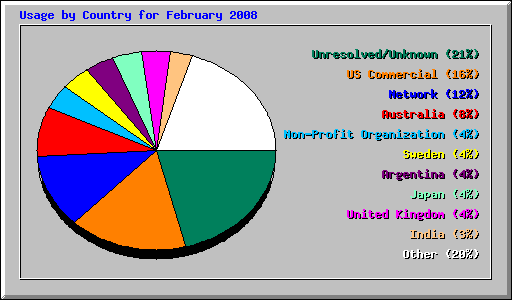 Usage by Country for February 2008
Unresolved/Unknown (21%)
US Commercial (16%)
Network (12%)
Australia (8%)
Non-Profit Organization (4%)
Sweden (4%)
Argentina (4%)
Japan (4%)
United Kingdom (4%)
India (3%)
Other (20%)